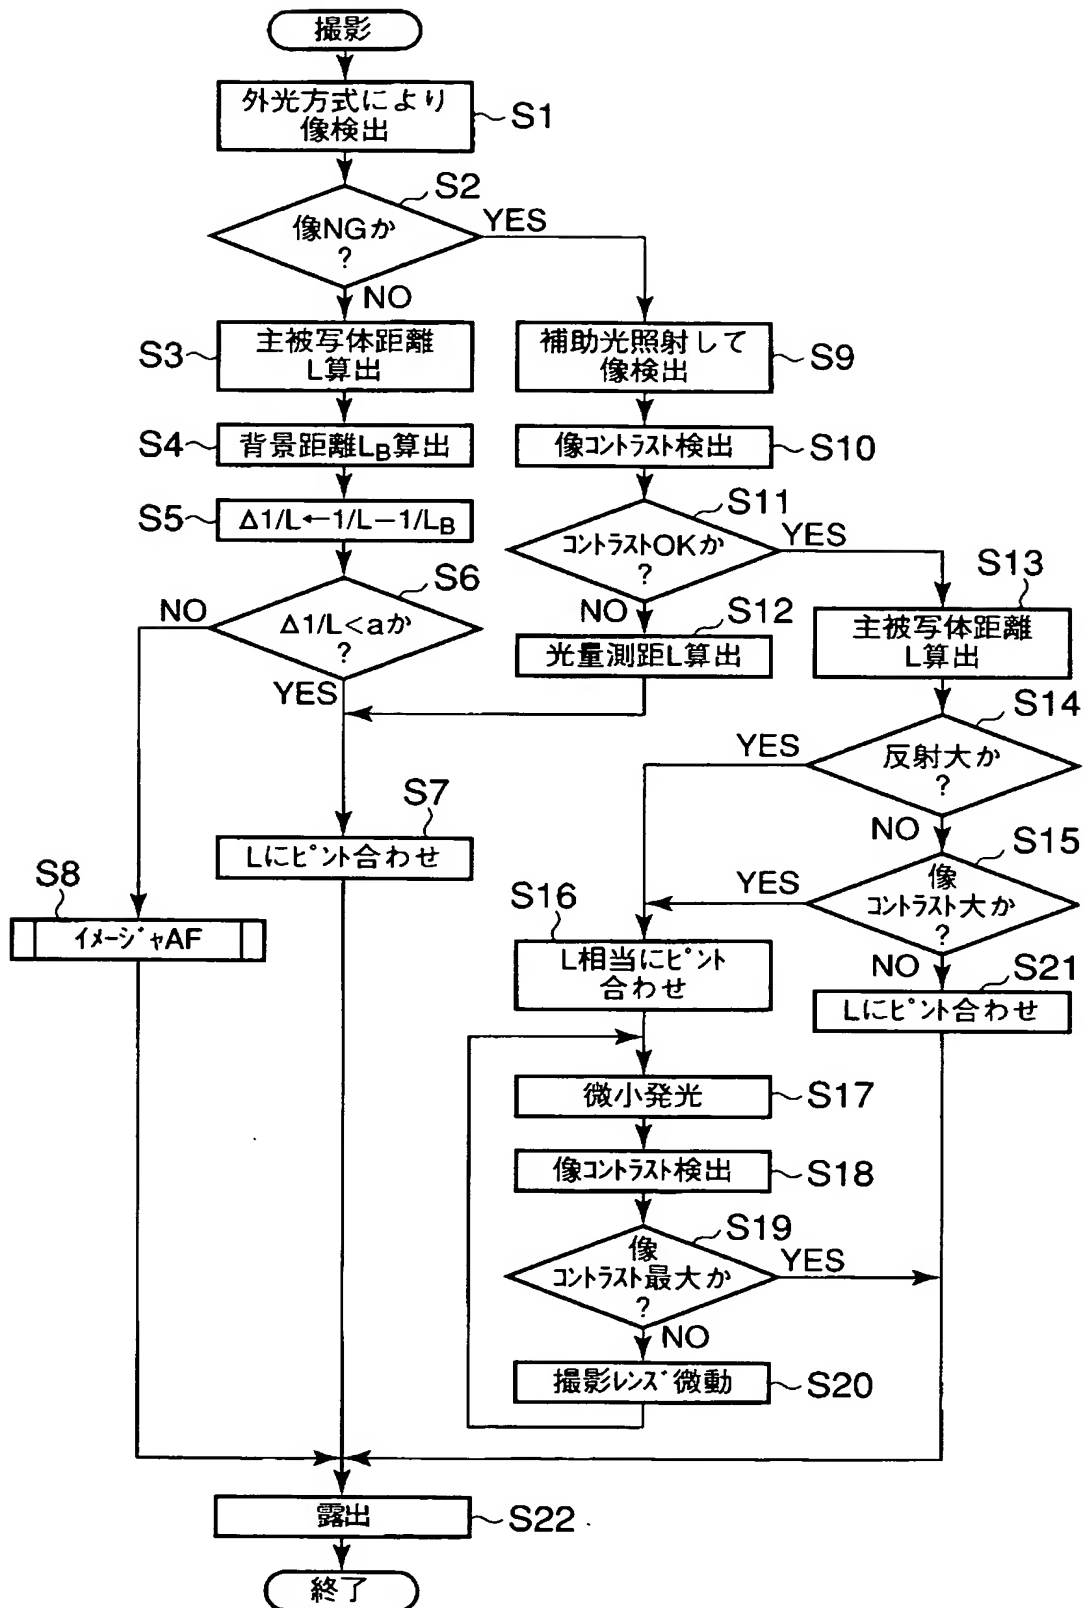 撮影
外光方式により
像検出
S1
S2
像NGか
?
YES
NO
S3
主被写体距離
L算出
S4
背景距離LB算出
S5
Δ1/L←1/L−1/LB
S6
NO
Δ1/L<aか
?
YES
S7
Lにピント合わせ
S8
イメージャAF
補助光照射して
像検出
S9
像コントラスト検出
S10
S11
コントラストOKか
?
YES
NO
S12
光量測距L算出
S13
主被写体距離
L算出
S14
YES
反射大か
?
NO
S15
YES
像
コントラスト大か
?
NO
S16
L相当にピント
合わせ
S21
Lにピント合わせ
微小発光
S17
像コントラスト検出
S18
S19
像
コントラスト最大か
?
YES
NO
撮影レンズ微動
S20
露出
S22
終了